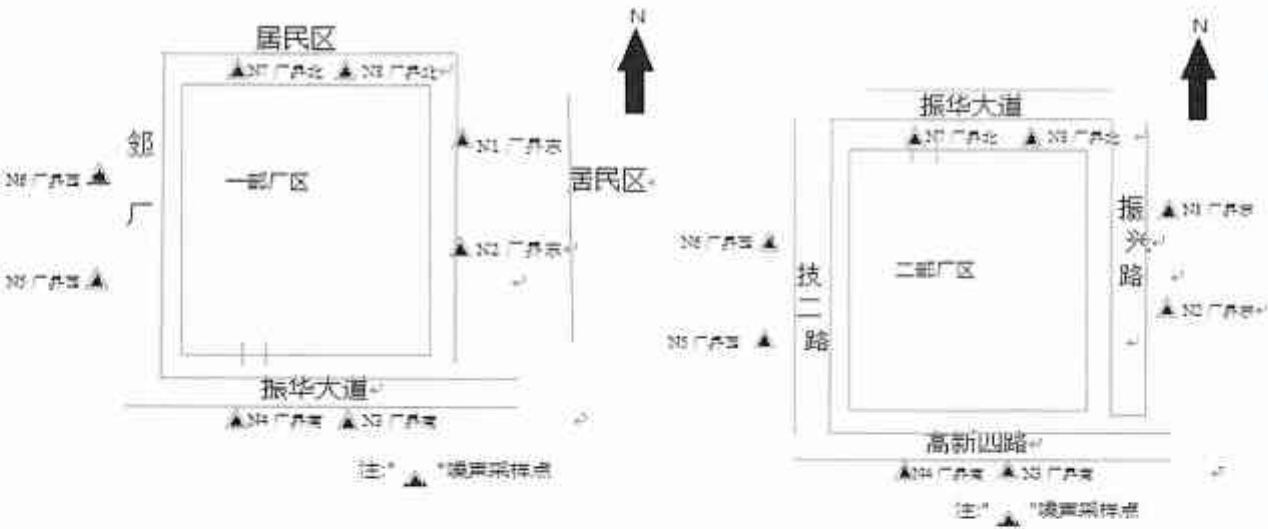 居民区
N
N7 厂界北
N8 厂界北
邻厂
N1 厂界东
N6 厂界西
一部厂区
居民区
N2 厂界东
N5 厂界西
振华大道
N4 厂界南
N3 厂界南
注:" "噪声采样点
N
振华大道
N7 厂界北
N8 厂界北
振兴路
N1 厂界东
N6 厂界西
技二路
二部厂区
N2 厂界东
N5 厂界西
高新四路
N4 厂界南
N3 厂界南
注:" "噪声采样点